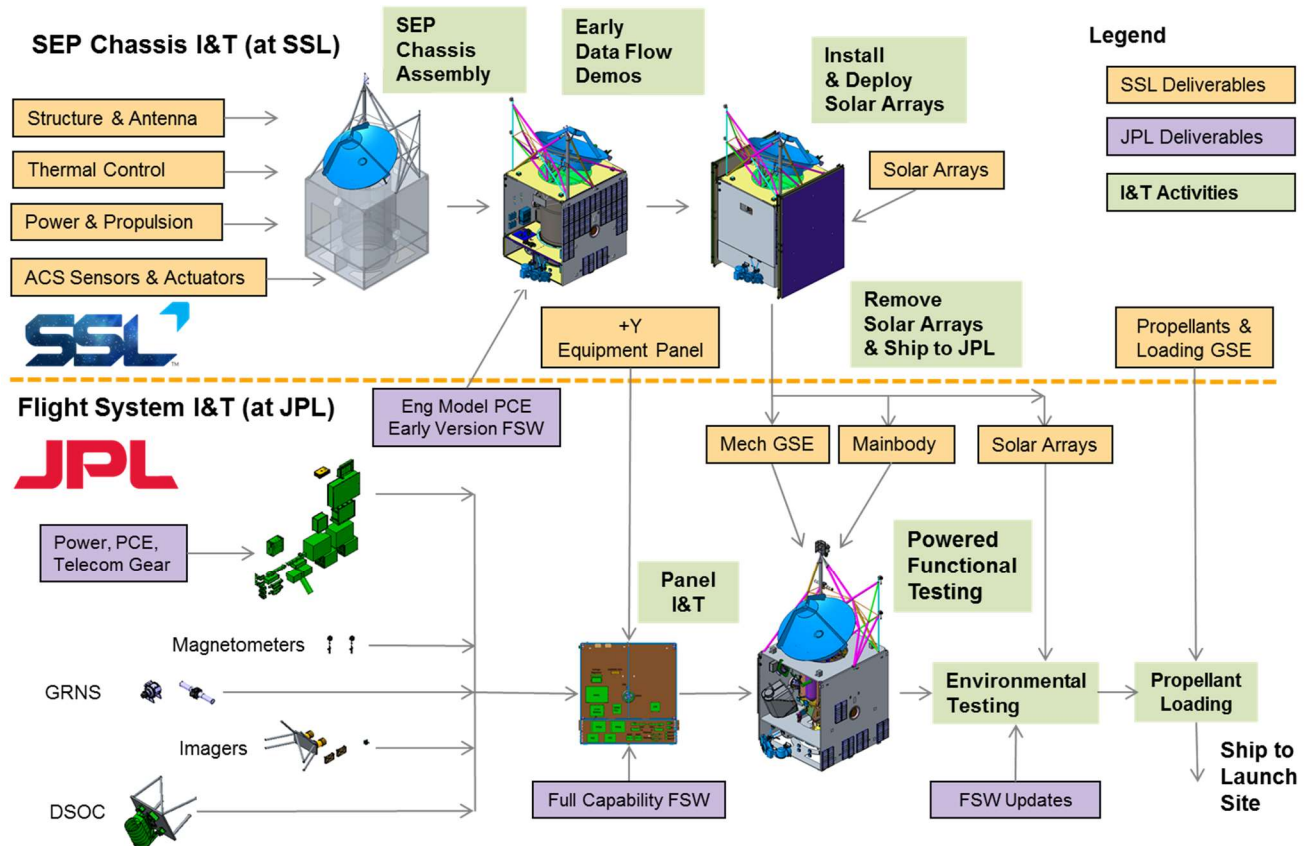 SEP Chassis I&T (at SSL)
SEP
Chassis
Assembly
Early
Data Flow
Demos
Install
& Deploy
Solar Arrays
Legend
SSL Deliverables
JPL Deliverables
I&T Activities
Structure & Antenna
Thermal Control
Power & Propulsion
ACS Sensors & Actuators
Solar Arrays
SSL
TM
+Y
Equipment Panel
Remove
Solar Arrays
& Ship to JPL
Propellants &
Loading GSE
Flight System I&T (at JPL)
JPL
Eng Model PCE
Early Version FSW
Mech GSE
Mainbody
Solar Arrays
Power, PCE,
Telecom Gear
Panel
I&T
Powered
Functional
Testing
Magnetometers
GRNS
Imagers
DSOC
Environmental
Testing
Propellant
Loading
Full Capability FSW
FSW Updates
Ship to
Launch
Site